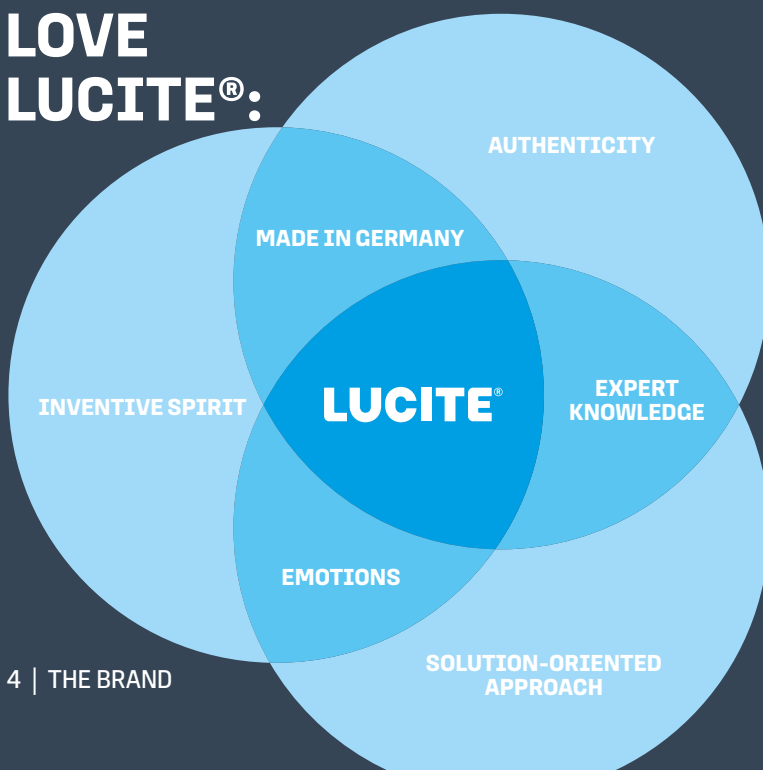 LOVE
LUCITE®:
AUTHENTICITY
MADE IN GERMANY
INVENTIVE SPIRIT
LUCITE®
EXPERT
KNOWLEDGE
EMOTIONS
SOLUTION-ORIENTED
APPROACH
4 | THE BRAND